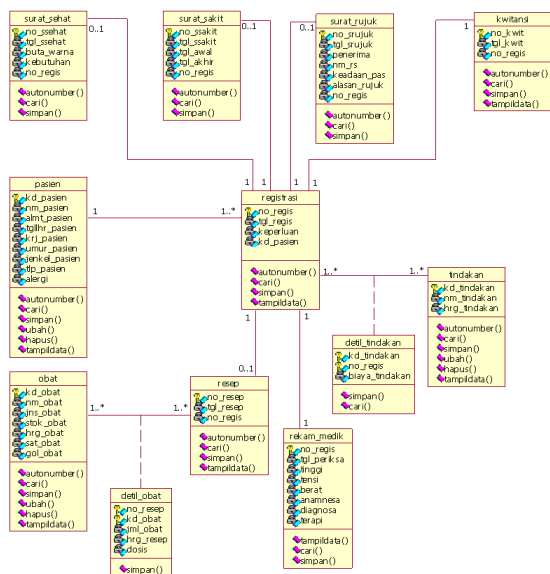 surat_sehat
no_ssehat
tgl_ssehat
buta_warna
kebutuhan
no_regis
autonumber()
cari()
simpan()
0..1
surat_sakit
no_ssakit
tgl_ssakit
tgl_awal
tgl_akhir
no_regis
autonumber()
cari()
simpan()
0..1
surat_rujuk
no_srujuk
tgl_srujuk
penerima
nm_rs
keadaan_pas
alasan_rujuk
no_regis
autonumber()
cari()
simpan()
0..1
kwitansi
no_kwit
tgl_kwit
no_regis
autonumber()
cari()
simpan()
tampildata()
1
pasien
kd_pasien
nm_pasien
almt_pasien
tgllhr_pasien
krj_pasien
umur_pasien
jenkel_pasien
tlp_pasien
alergi
autonumber()
cari()
simpan()
ubah()
hapus()
tampildata()
1
1..*
1
1
1
1
registrasi
no_regis
tgl_regis
keperluan
kd_pasien
autonumber()
cari()
simpan()
tampildata()
1..*
1..*
1
1
tindakan
kd_tindakan
nm_tindakan
hrg_tindakan
autonumber()
cari()
simpan()
ubah()
hapus()
tampildata()
detil_tindakan
kd_tindakan
no_regis
biaya_tindakan
simpan()
cari()
obat
kd_obat
nm_obat
jns_obat
stok_obat
hrg_obat
sat_obat
gol_obat
autonumber()
cari()
simpan()
ubah()
hapus()
tampildata()
1..*
1..*
0..1
resep
no_resep
tgl_resep
no_regis
autonumber()
cari()
simpan()
tampildata()
1
rekam_medik
no_regis
tgl_periksa
tinggi
tensi
berat
anamnesa
diagnosa
terapi
tampildata()
cari()
simpan()
detil_obat
no_resep
kd_obat
jml_obat
hrg_resep
dosis
simpan()